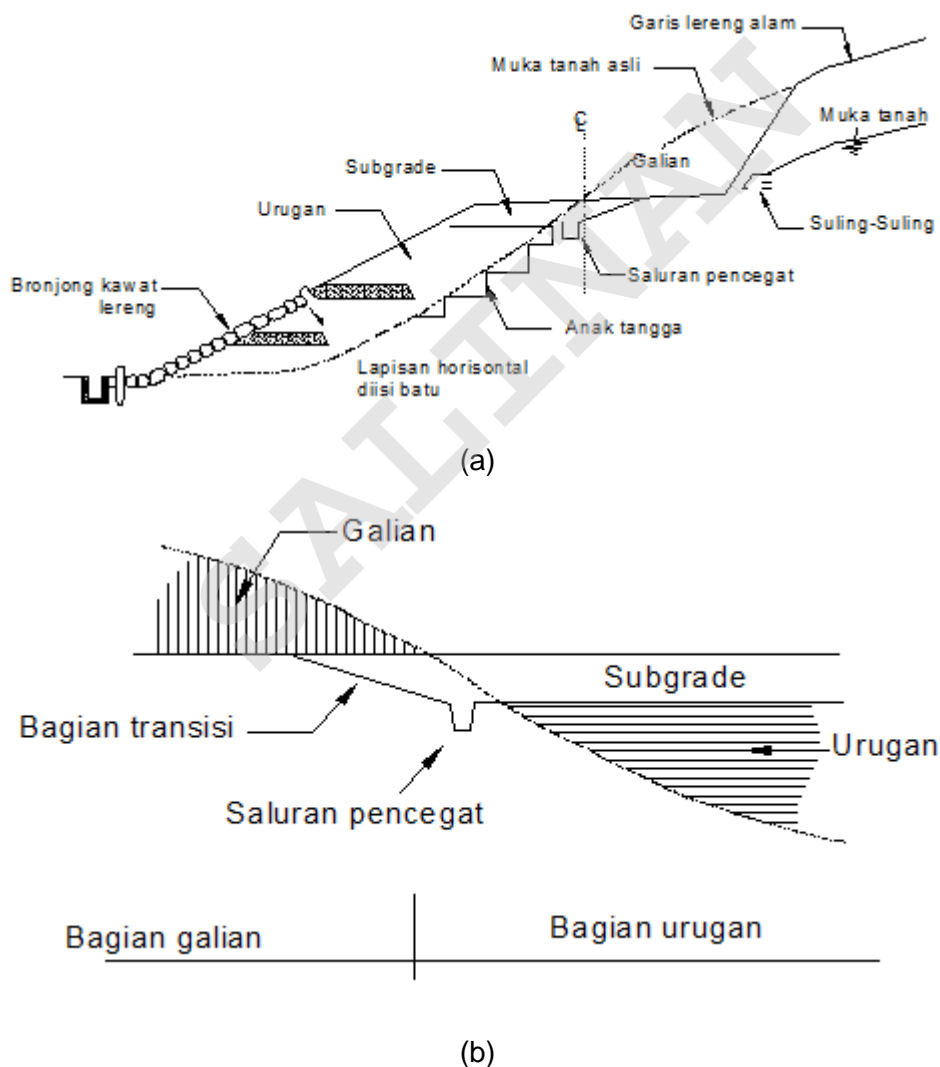 Garis lereng alam
Muka tanah asli
Muka tanah
℄
Galian
Subgrade
Urugan
Suling-Suling
Saluran pencegat
Bronjong kawat
lereng
Anak tangga
Lapisan horisontal
diisi batu
(a)
SALINAN
Galian
Subgrade
Bagian transisi
Urugan
Saluran pencegat
Bagian galian
Bagian urugan
(b)